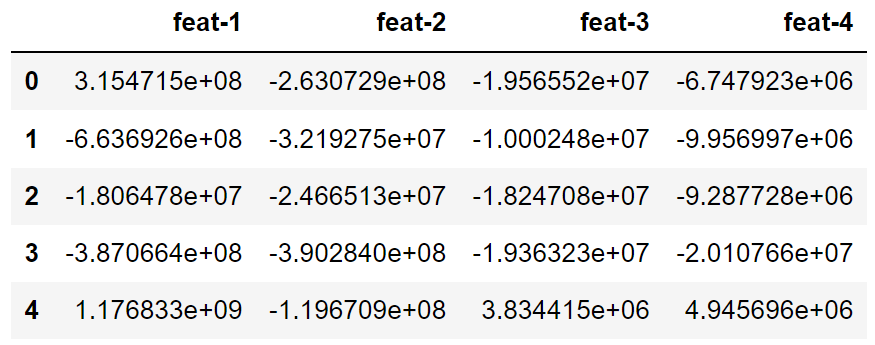 feat-1 feat-2 feat-3 feat-4
0 3.154715e+08 -2.630729e+08 -1.956552e+07 -6.747923e+06
1 -6.636926e+08 -3.219275e+07 -1.000248e+07 -9.956997e+06
2 -1.806478e+07 -2.466513e+07 -1.824708e+07 -9.287728e+06
3 -3.870664e+08 -3.902840e+08 -1.936323e+07 -2.010766e+07
4 1.176833e+09 -1.196709e+08 3.834415e+06 4.945696e+06